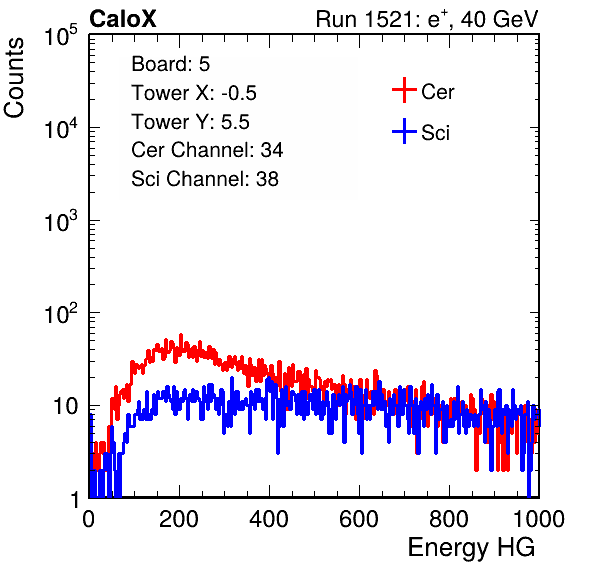 CaloX Run 1521: e⁺, 40 GeV
Counts
10⁵
10⁴
10³
10²
10
1
Board: 5
Tower X: -0.5
Tower Y: 5.5
Cer Channel: 34
Sci Channel: 38
Cer
Sci
0 200 400 600 800 1000
Energy HG